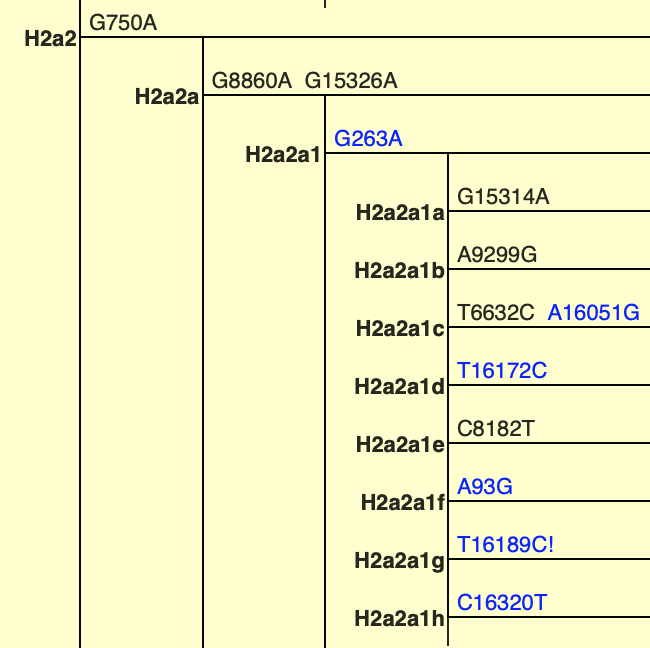 G750A
H2a2
G8860A G15326A
H2a2a
G263A
H2a2a1
G15314A
H2a2a1a
A9299G
H2a2a1b
T6632C A16051G
H2a2a1c
T16172C
H2a2a1d
C8182T
H2a2a1e
A93G
H2a2a1f
T16189C!
H2a2a1g
C16320T
H2a2a1h